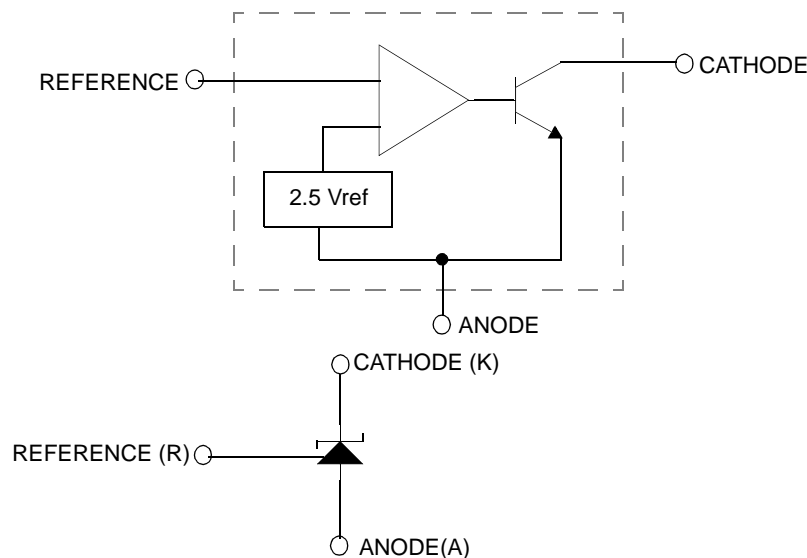 REFERENCE
CATHODE
2.5 Vref
ANODE
CATHODE (K)
REFERENCE (R)
ANODE(A)